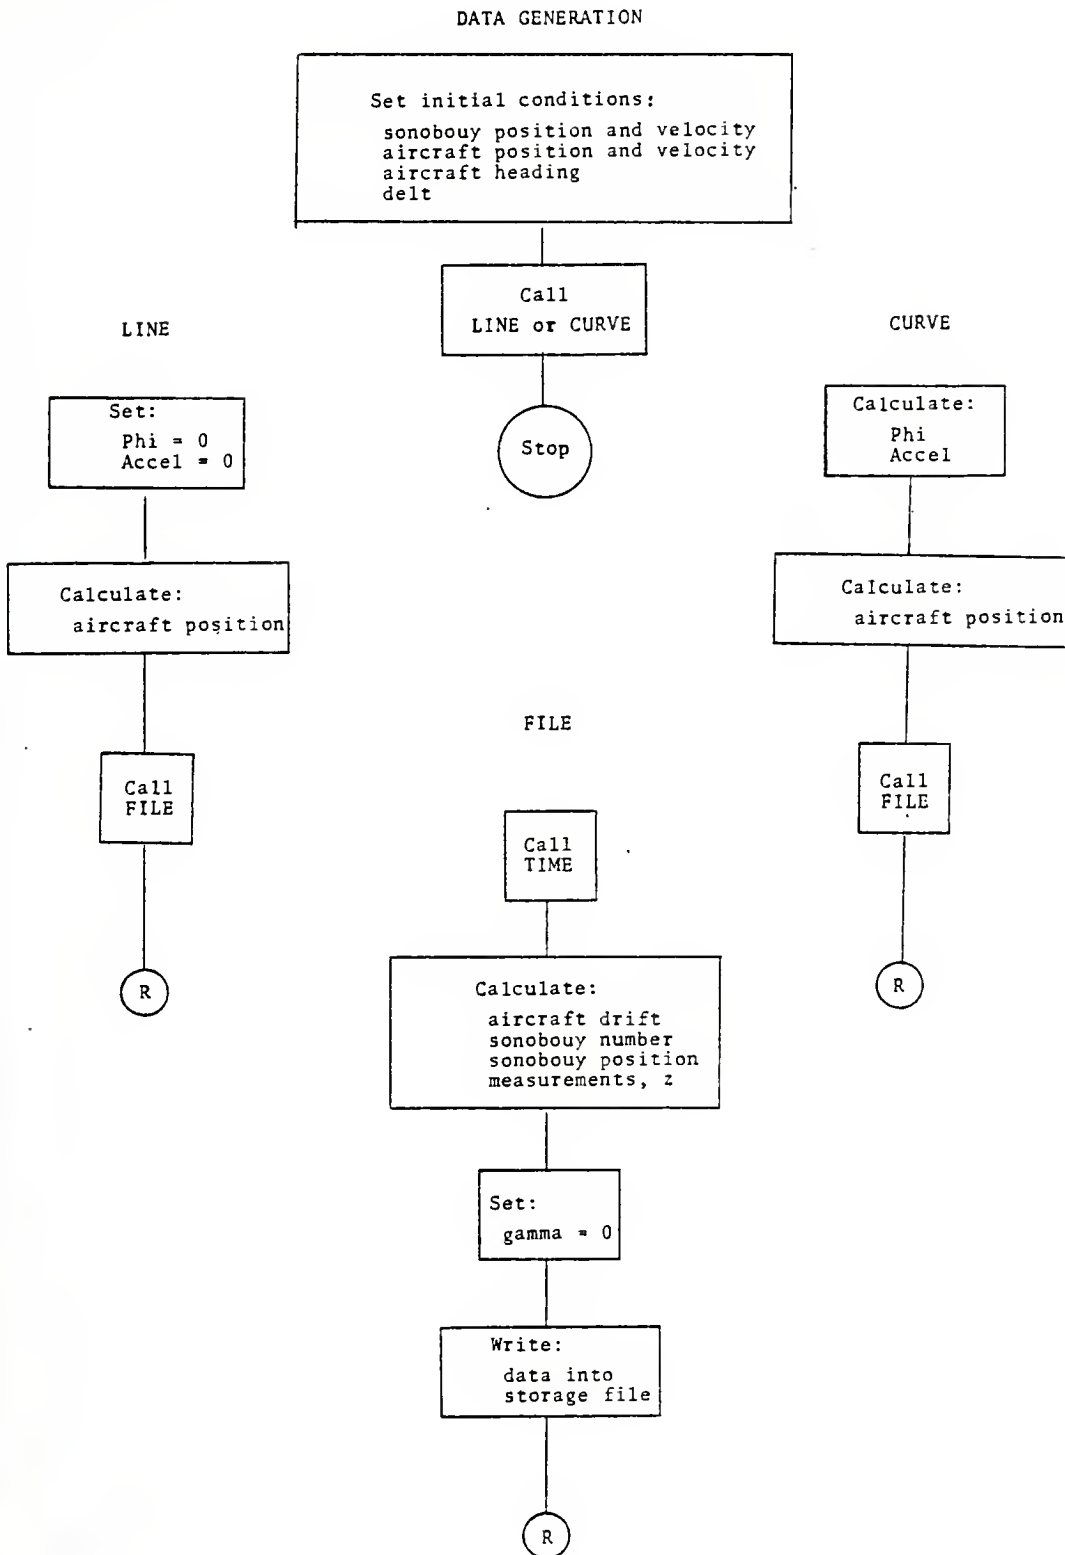 DATA GENERATION
Set initial conditions:
sonobouy position and velocity
aircraft position and velocity
aircraft heading
delt
Call
LINE or CURVE
Stop
LINE
Set:
Phi = 0
Accel = 0
Calculate:
aircraft position
Call
FILE
R
CURVE
Calculate:
Phi
Accel
Calculate:
aircraft position
Call
FILE
R
FILE
Call
TIME
Calculate:
aircraft drift
sonobouy number
sonobouy position
measurements, z
Set:
gamma = 0
Write:
data into
storage file
R